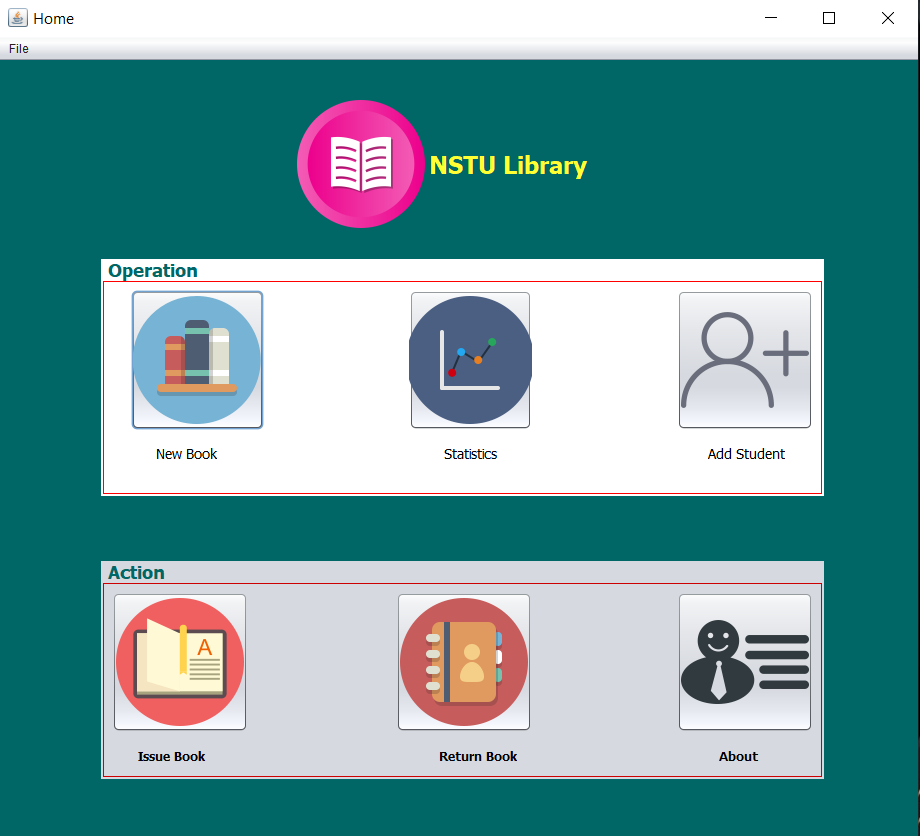 Home
File
NSTU Library
Operation
New Book
Statistics
Add Student
Action
A
Issue Book
Return Book
About